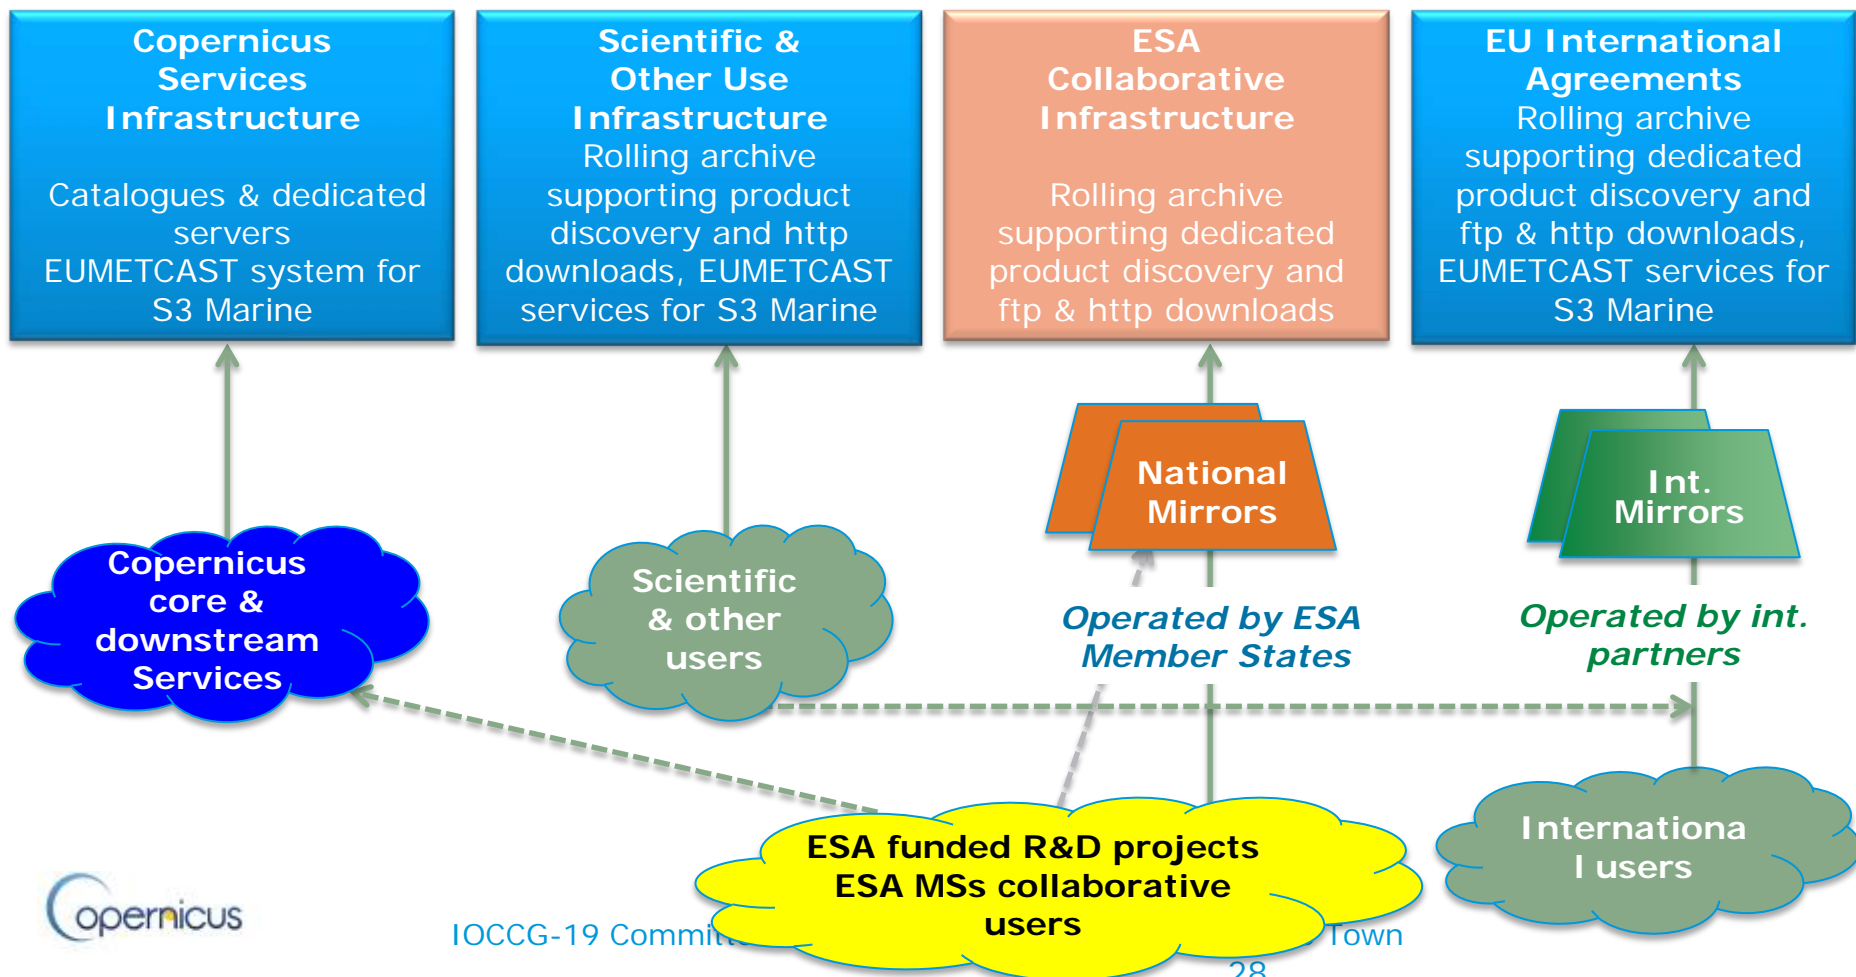 Copernicus
Services
Infrastructure
Catalogues & dedicated
servers
EUMETCAST system for
S3 Marine
Scientific &
Other Use
Infrastructure
Rolling archive
supporting product
discovery and http
downloads, EUMETCAST
services for S3 Marine
ESA
Collaborative
Infrastructure
Rolling archive
supporting dedicated
product discovery and
ftp & http downloads
EU International
Agreements
Rolling archive
supporting dedicated
product discovery and
ftp & http downloads,
EUMETCAST services for
S3 Marine
National
Mirrors
Int.
Mirrors
Copernicus
core &
downstream
Services
Scientific
& other
users
Operated by ESA
Member States
Operated by int.
partners
ESA funded R&D projects
ESA MSs collaborative
users
Internationa
l users
opernicus
IOCCG-19 Committ Town
28